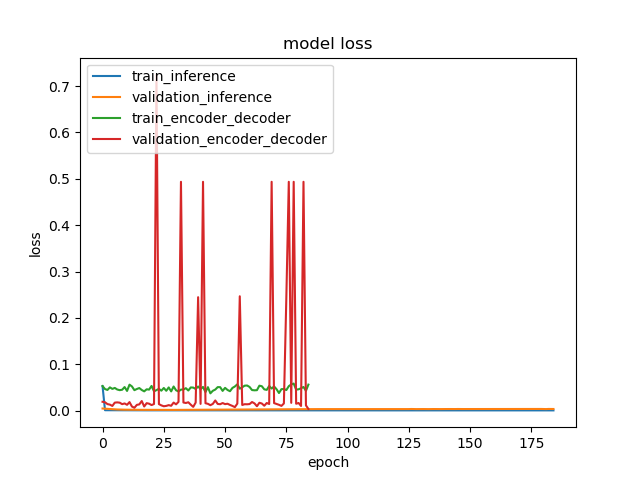 model loss
train_inference
validation_inference
train_encoder_decoder
validation_encoder_decoder
loss
0.7
0.6
0.5
0.4
0.3
0.2
0.1
0.0
0 25 50 75 100 125 150 175
epoch